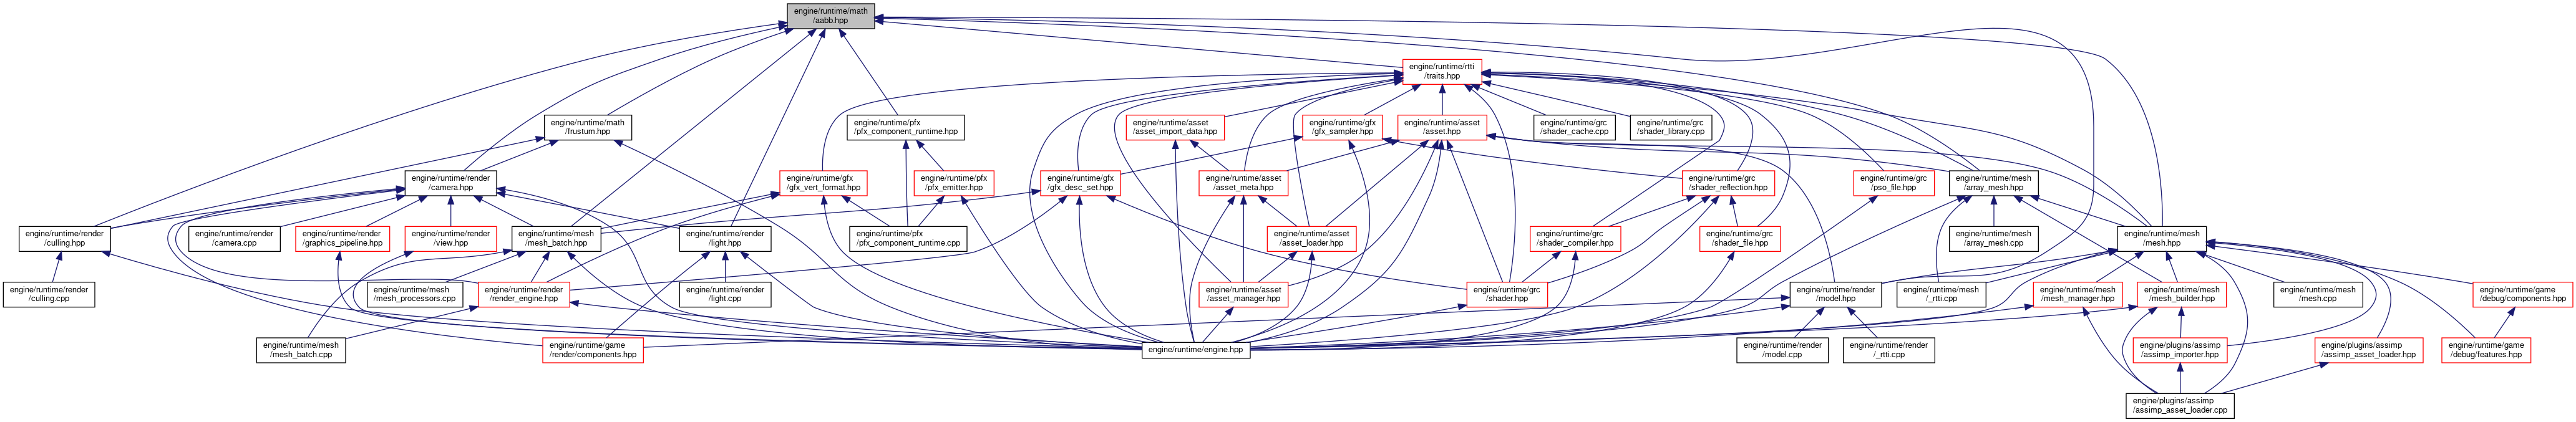 engine/runtime/math
/aabb.hpp
engine/runtime/rtti
/traits.hpp
engine/runtime/math
/frustum.hpp
engine/runtime/pfx
/pfx_component_runtime.hpp
engine/runtime/asset
/asset_import_data.hpp
engine/runtime/gfx
/gfx_sampler.hpp
engine/runtime/asset
/asset.hpp
engine/runtime/grc
/shader_cache.cpp
engine/runtime/grc
/shader_library.cpp
engine/runtime/render
/camera.hpp
engine/runtime/gfx
/gfx_vert_format.hpp
engine/runtime/pfx
/pfx_emitter.hpp
engine/runtime/gfx
/gfx_desc_set.hpp
engine/runtime/asset
/asset_meta.hpp
engine/runtime/grc
/shader_reflection.hpp
engine/runtime/grc
/pso_file.hpp
engine/runtime/mesh
/array_mesh.hpp
engine/runtime/render
/culling.hpp
engine/runtime/render
/camera.cpp
engine/runtime/render
/graphics_pipeline.hpp
engine/runtime/render
/view.hpp
engine/runtime/mesh
/mesh_batch.hpp
engine/runtime/render
/light.hpp
engine/runtime/pfx
/pfx_component_runtime.cpp
engine/runtime/asset
/asset_loader.hpp
engine/runtime/grc
/shader_compiler.hpp
engine/runtime/grc
/shader_file.hpp
engine/runtime/mesh
/array_mesh.cpp
engine/runtime/mesh
/mesh.hpp
engine/runtime/render
/culling.cpp
engine/runtime/mesh
/mesh_processors.cpp
engine/runtime/render
/render_engine.hpp
engine/runtime/render
/light.cpp
engine/runtime/asset
/asset_manager.hpp
engine/runtime/grc
/shader.hpp
engine/runtime/render
/model.hpp
engine/runtime/mesh
/_rtti.cpp
engine/runtime/mesh
/mesh_manager.hpp
engine/runtime/mesh
/mesh_builder.hpp
engine/runtime/mesh
/mesh.cpp
engine/runtime/game
/debug/components.hpp
engine/runtime/mesh
/mesh_batch.cpp
engine/runtime/game
/render/components.hpp
engine/runtime/engine.hpp
engine/runtime/render
/model.cpp
engine/runtime/render
/_rtti.cpp
engine/plugins/assimp
/assimp_importer.hpp
engine/plugins/assimp
/assimp_asset_loader.hpp
engine/runtime/game
/debug/features.hpp
engine/plugins/assimp
/assimp_asset_loader.cpp